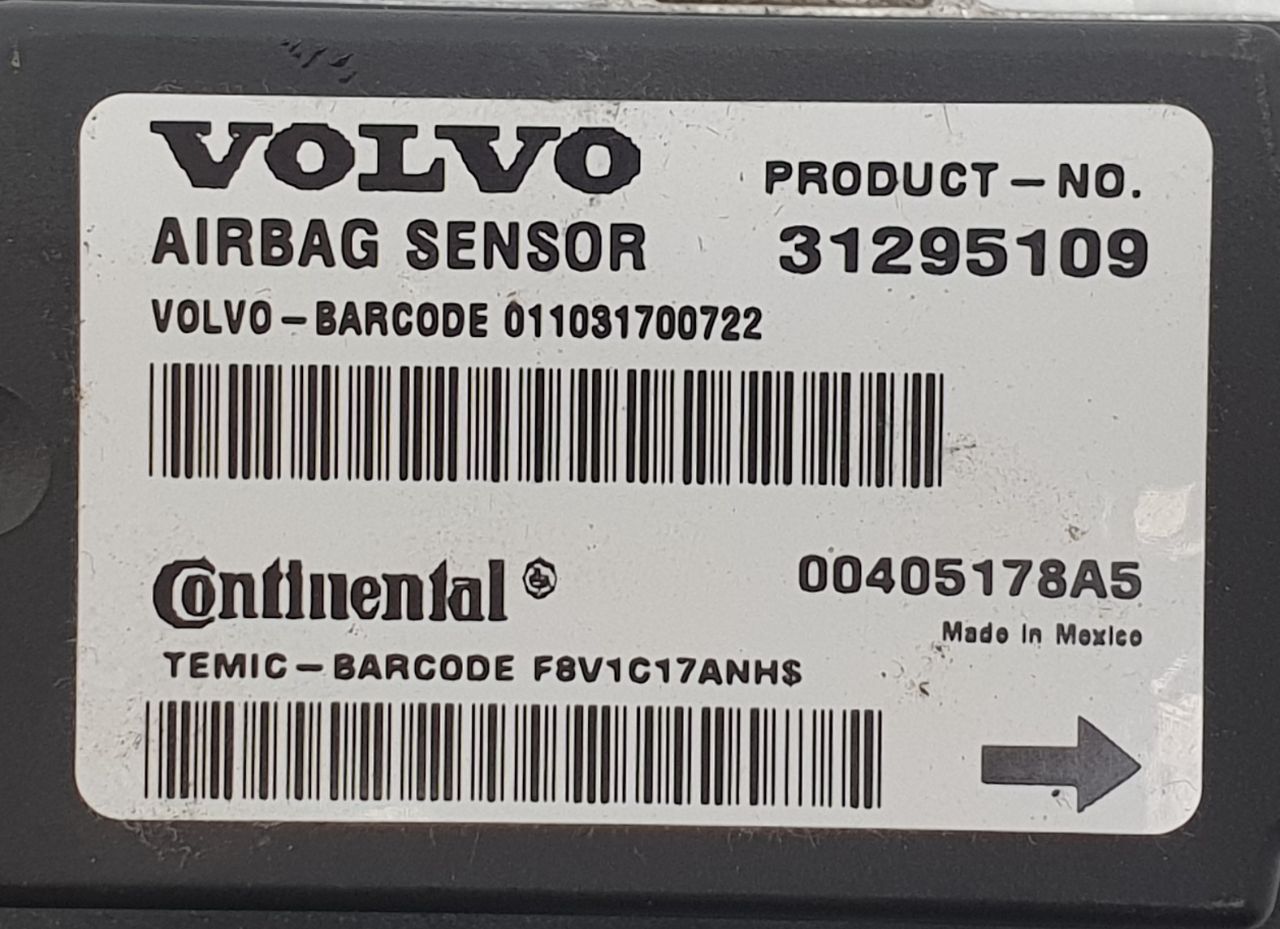 VOLVO
PRODUCT – NO.
AIRBAG SENSOR
31295109
VOLVO – BARCODE 011031700722
Continental ®
00405178A5
Made in Mexico
TEMIC – BARCODE F8V1C17ANH$